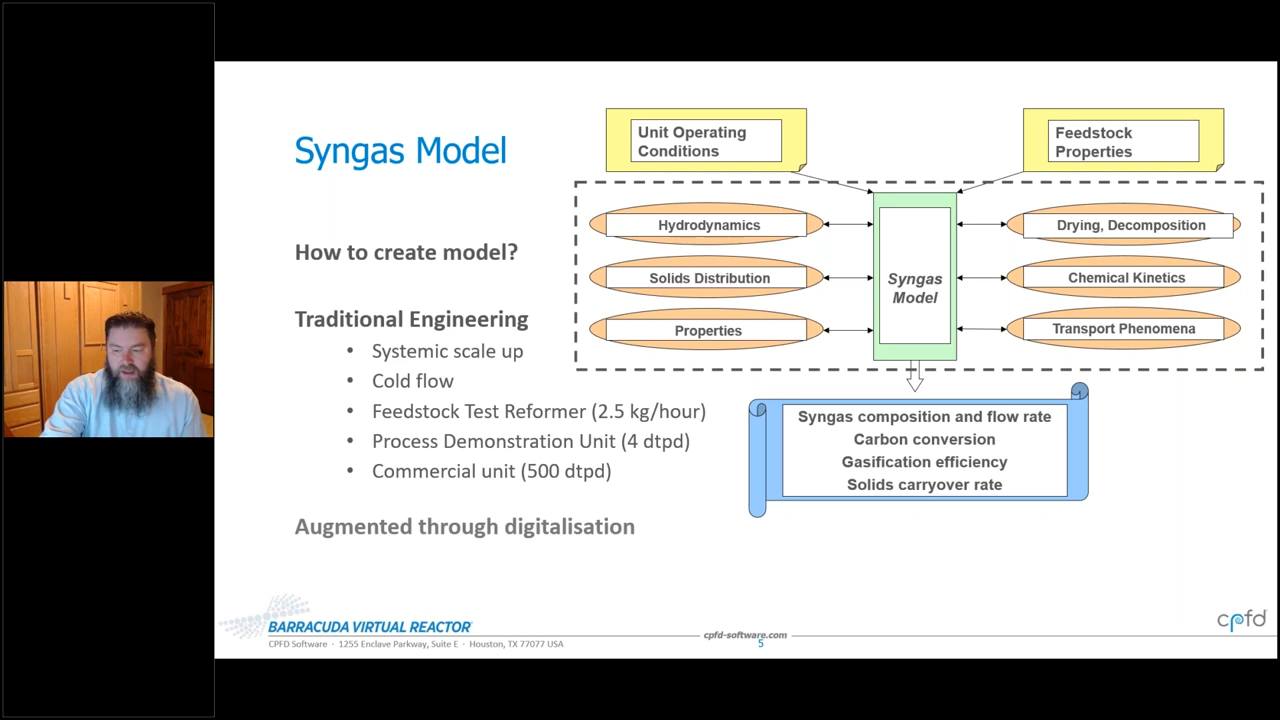 Syngas Model
How to create model?
Traditional Engineering
• Systemic scale up
• Cold flow
• Feedstock Test Reformer (2.5 kg/hour)
• Process Demonstration Unit (4 dtpd)
• Commercial unit (500 dtpd)
Augmented through digitalisation
Unit Operating
Conditions
Feedstock
Properties
Hydrodynamics
Solids Distribution
Properties
Syngas
Model
Drying, Decomposition
Chemical Kinetics
Transport Phenomena
Syngas composition and flow rate
Carbon conversion
Gasification efficiency
Solids carryover rate
BARRACUDA VIRTUAL REACTOR
CPFD Software · 1255 Enclave Parkway, Suite E · Houston, TX 77077 USA
cpfd-software.com
5
cpfd